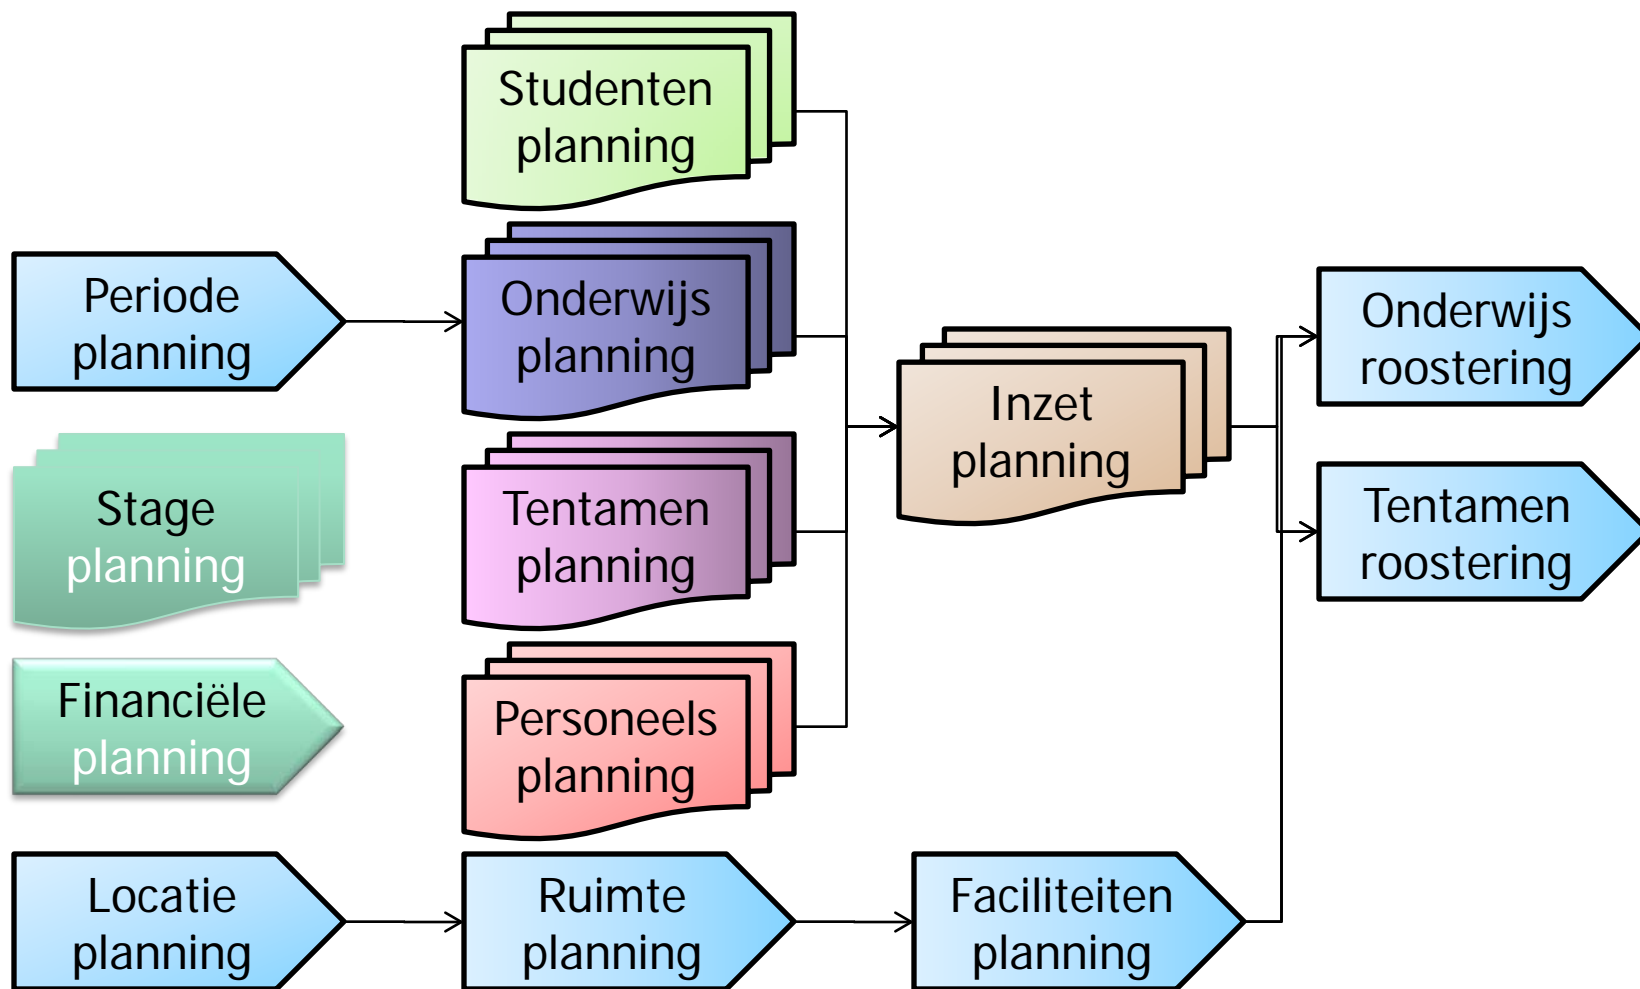 Studenten
planning
Periode
planning
Onderwijs
planning
Onderwijs
roostering
Inzet
planning
Stage
planning
Tentamen
planning
Tentamen
roostering
Financiële
planning
Personeels
planning
Locatie
planning
Ruimte
planning
Faciliteiten
planning